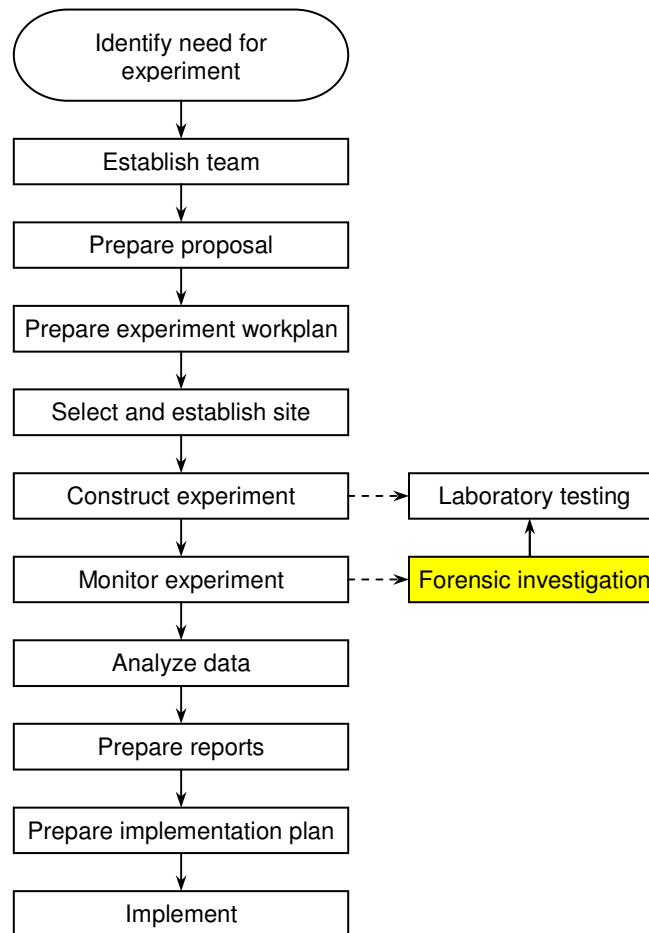 Identify need for
experiment
Establish team
Prepare proposal
Prepare experiment workplan
Select and establish site
Construct experiment
Laboratory testing
Monitor experiment
Forensic investigation
Analyze data
Prepare reports
Prepare implementation plan
Implement